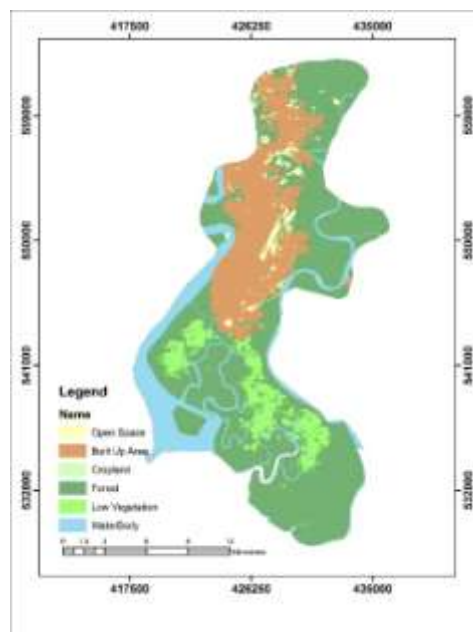 417500 426250 435000
559000 559000
550000 550000
541000 541000
Legend
Name
Open Space
Built Up Area
Cropland
Forest
Low Vegetation
WaterBody
532000 532000
417500 426250 435000